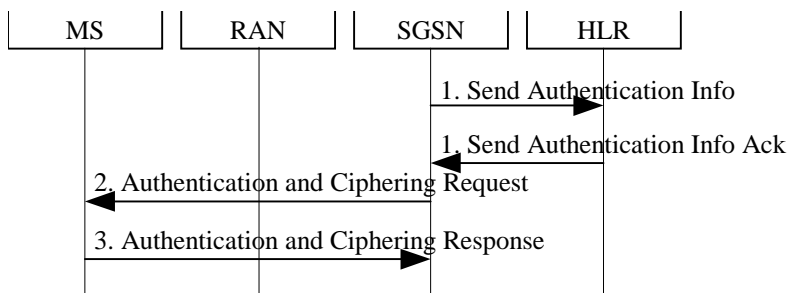 MS RAN SGSN HLR
1. Send Authentication Info
1. Send Authentication Info Ack
2. Authentication and Ciphering Request
3. Authentication and Ciphering Response